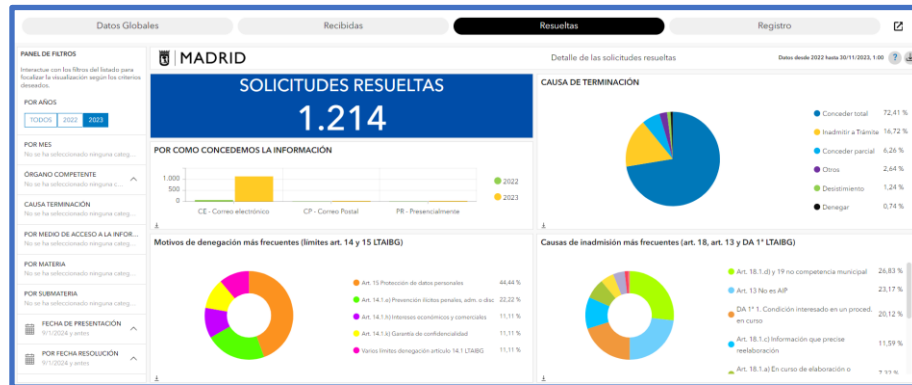 Datos Globales
Recibidas
Resueltas
Registro
PANEL DE FILTROS
Interactue con los filtros del listado para
focalizar la visualización según los criterios
deseados.
POR AÑOS
TODOS 2022 2023
POR MES
No se ha seleccionado ninguna categ...
ÓRGANO COMPETENTE
No se ha seleccionado ninguna c...
CAUSA TERMINACIÓN
No se ha seleccionado ninguna categ...
POR MEDIO DE ACCESO A LA INFOR...
No se ha seleccionado ninguna categ...
POR MATERIA
No se ha seleccionado ninguna categ...
POR SUBMATERIA
No se ha seleccionado ninguna categ...
FECHA DE PRESENTACIÓN
9/1/2024 y antes
POR FECHA RESOLUCIÓN
9/1/2024 y antes
MADRID
Detalle de las solicitudes resueltas
Datos desde 2022 hasta 30/11/2023, 1:00 ?
SOLICITUDES RESUELTAS
1.214
POR COMO CONCEDEMOS LA INFORMACIÓN
1.000
500
0
CE - Correo electrónico
CP - Correo Postal
PR - Presencialmente
2022
2023
CAUSA DE TERMINACIÓN
Conceder total 72,41 %
Inadmitir a Trámite 16,72 %
Conceder parcial 6,26 %
Otros 2,64 %
Desistimiento 1,24 %
Denegar 0,74 %
Motivos de denegación más frecuentes (límites art. 14 y 15 LTAIBG)
Art. 15 Protección de datos personales 44,44 %
Art. 14.1.e) Prevención ilícitos penales, adm. o disc 22,22 %
Art. 14.1.h) Intereses económicos y comerciales 11,11 %
Art. 14.1.k) Garantía de confidencialidad 11,11 %
Varios límites denegación artículo 14.1 LTAIBG 11,11 %
Causas de inadmisión más frecuentes (art. 18, art. 13 y DA 1ª LTAIBG)
Art. 18.1.d) y 19 no competencia municipal 26,83 %
Art. 13 No es AIP 23,17 %
DA 1ª 1. Condición interesado en un proced.
en curso 20,12 %
Art. 18.1.c) Información que precise
reelaboración 11,59 %
Art. 18.1.a) En curso de elaboración o 7,32 %